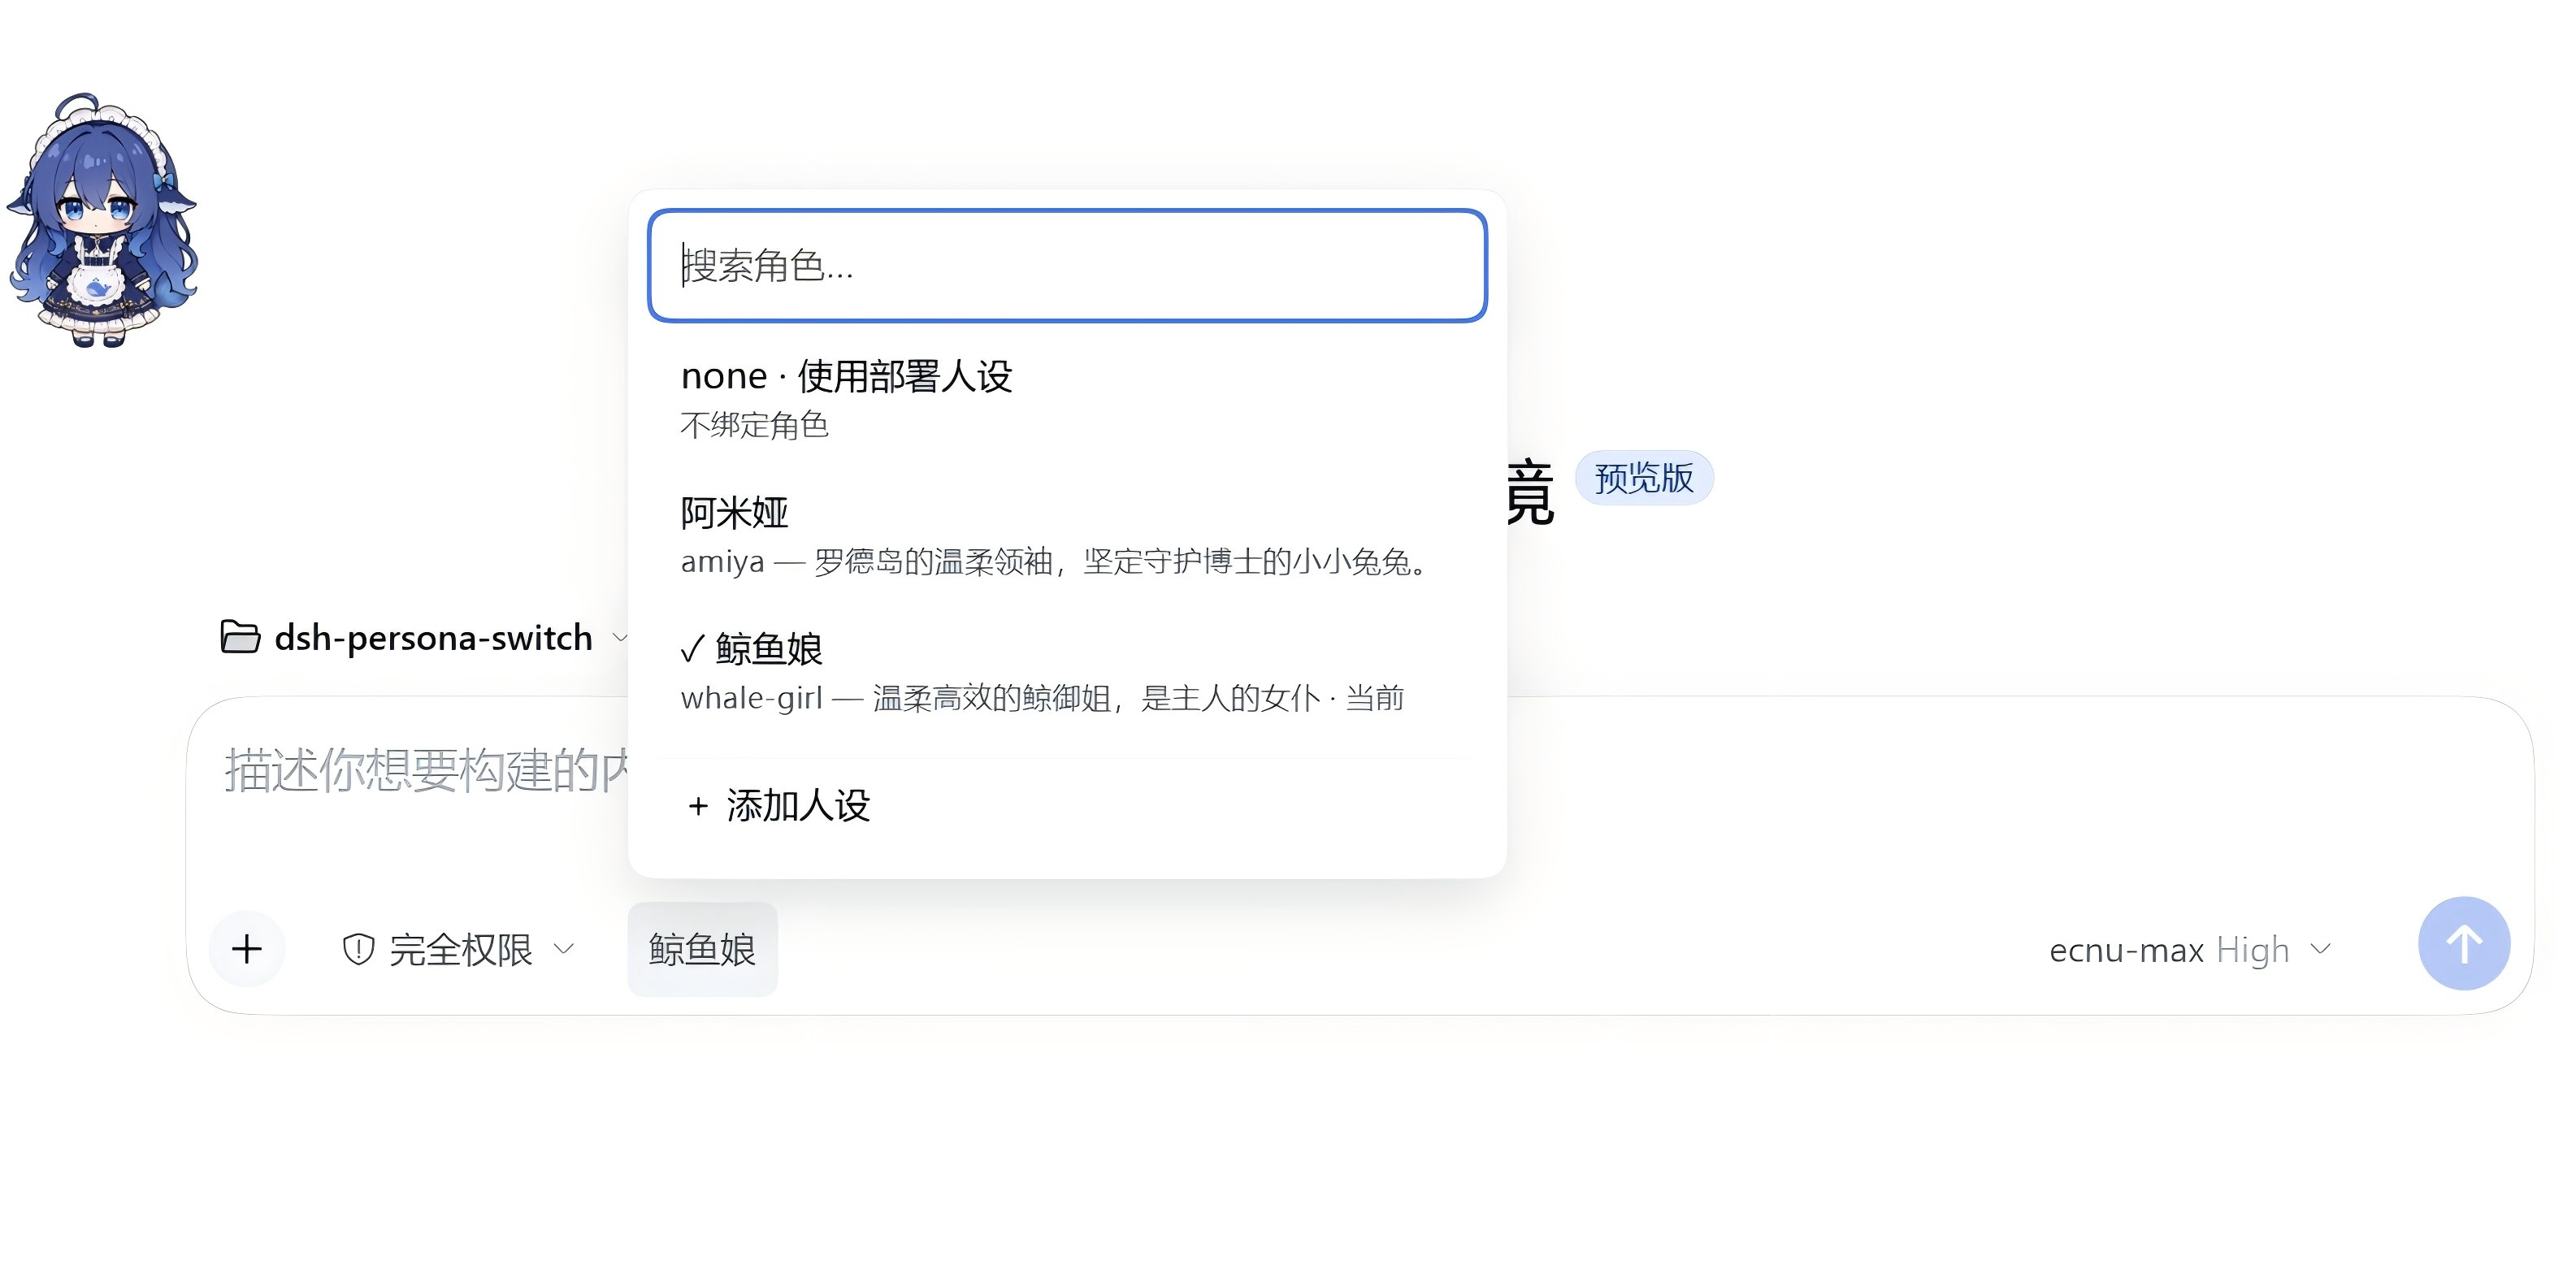 搜索角色...
none · 使用部署人设
不绑定角色
阿米娅
amiya — 罗德岛的温柔领袖，坚定守护博士的小小兔兔。
✓ 鲸鱼娘
whale-girl — 温柔高效的鲸御姐，是主人的女仆 · 当前
+ 添加人设
预览版
dsh-persona-switch
描述你想要构建的
完全权限
鲸鱼娘
ecnu-max High